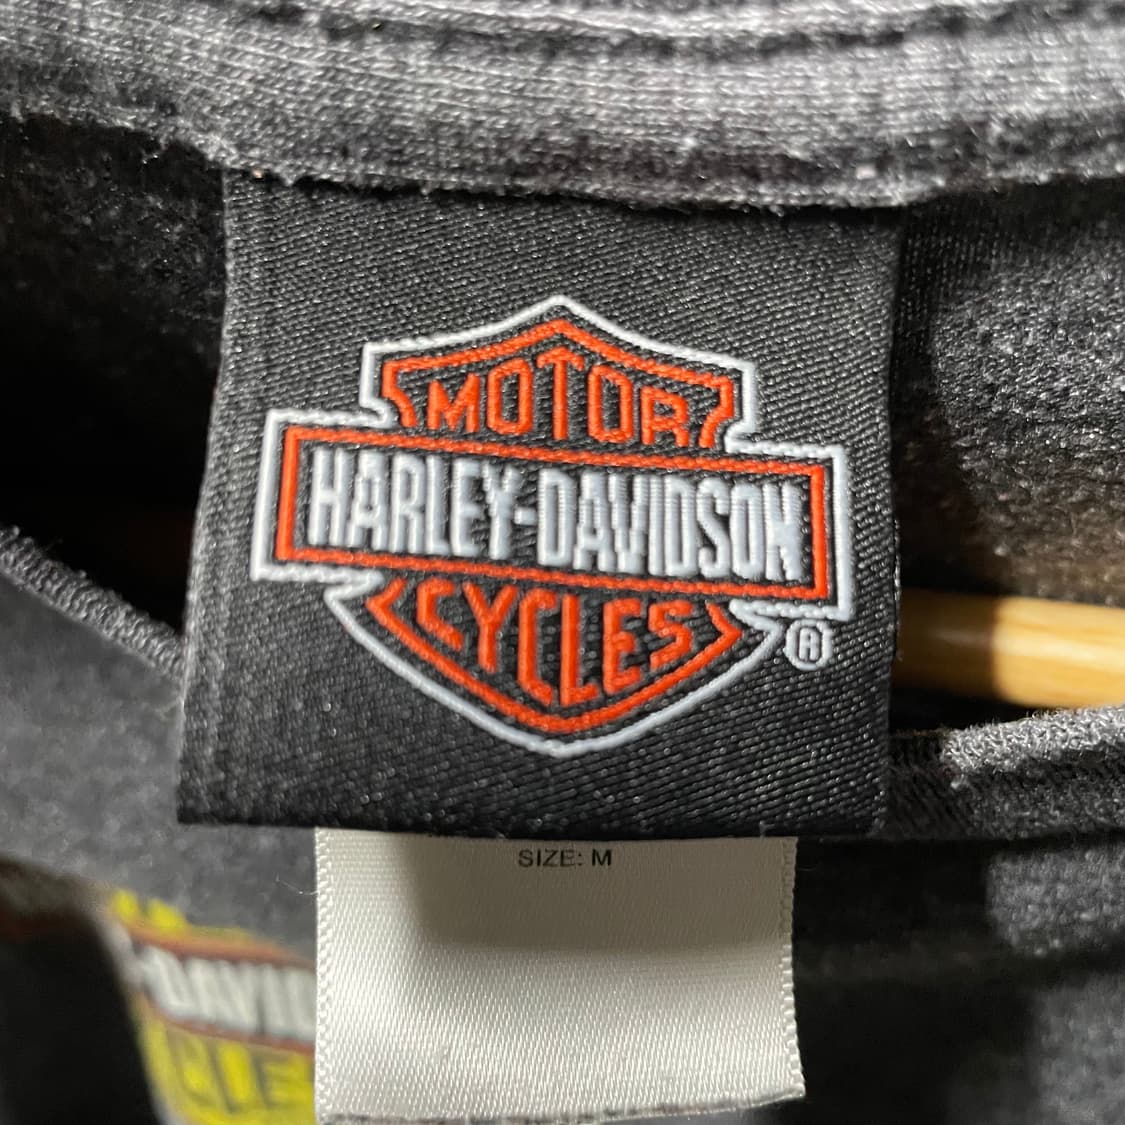 MOTOR
HARLEY-DAVIDSON
CYCLES
®
SIZE: M